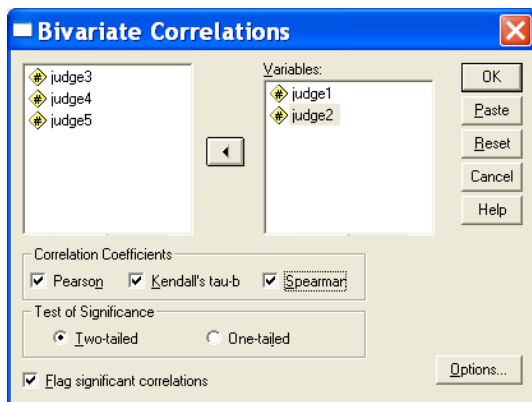 Bivariate Correlations
judge3
judge4
judge5
Variables:
judge1
judge2
OK
Paste
Reset
Cancel
Help
Correlation Coefficients
Pearson Kendall's tau-b Spearman
Test of Significance
Two-tailed One-tailed
Flag significant correlations
Options...